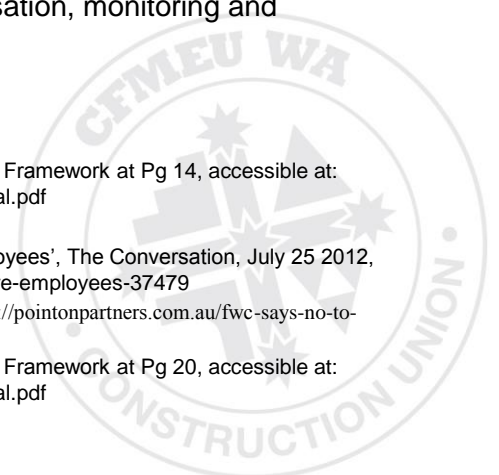 sation, monitoring and
CFMEU WA
Framework at Pg 14, accessible at:
al.pdf
oyees', The Conversation, July 25 2012,
re-employees-37479
://pointonpartners.com.au/fwc-says-no-to-
Framework at Pg 20, accessible at:
al.pdf
• CONSTRUCTION UNION •